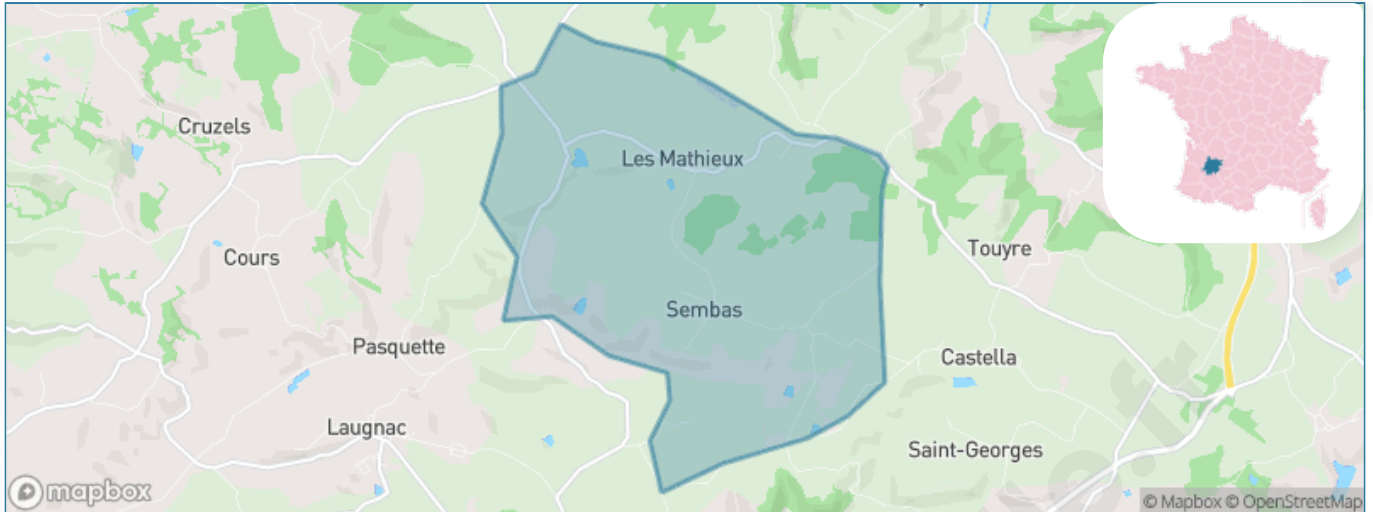 Cruzels
Les Mathieux
Cours
Touyre
Sembas
Pasquette
Castella
Laugnac
Saint-Georges
mapbox
© Mapbox © OpenStreetMap